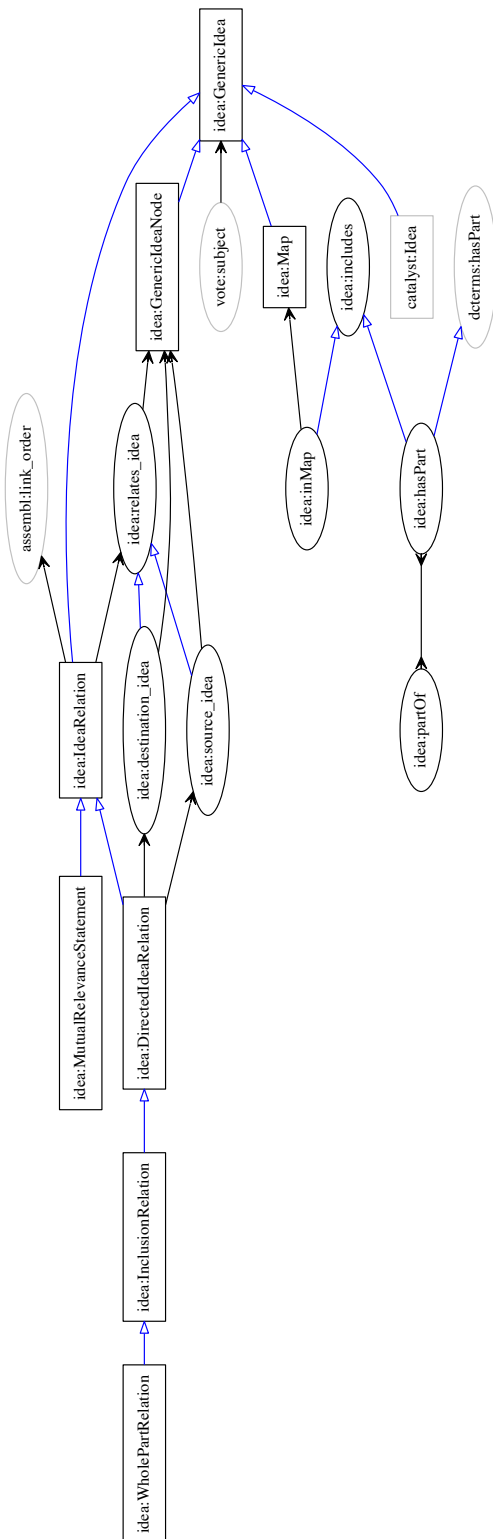 idea:GenericIdea
idea:GenericIdeaNode
vote:subject
idea:Map
idea:includes
catalyst:Idea
dcterms:hasPart
assembl:link_order
idea:relates_idea
idea:inMap
idea:hasPart
idea:IdeaRelation
idea:destination_idea
idea:source_idea
idea:partOf
idea:MutualRelevanceStatement
idea:DirectedIdeaRelation
idea:InclusionRelation
idea:WholePartRelation